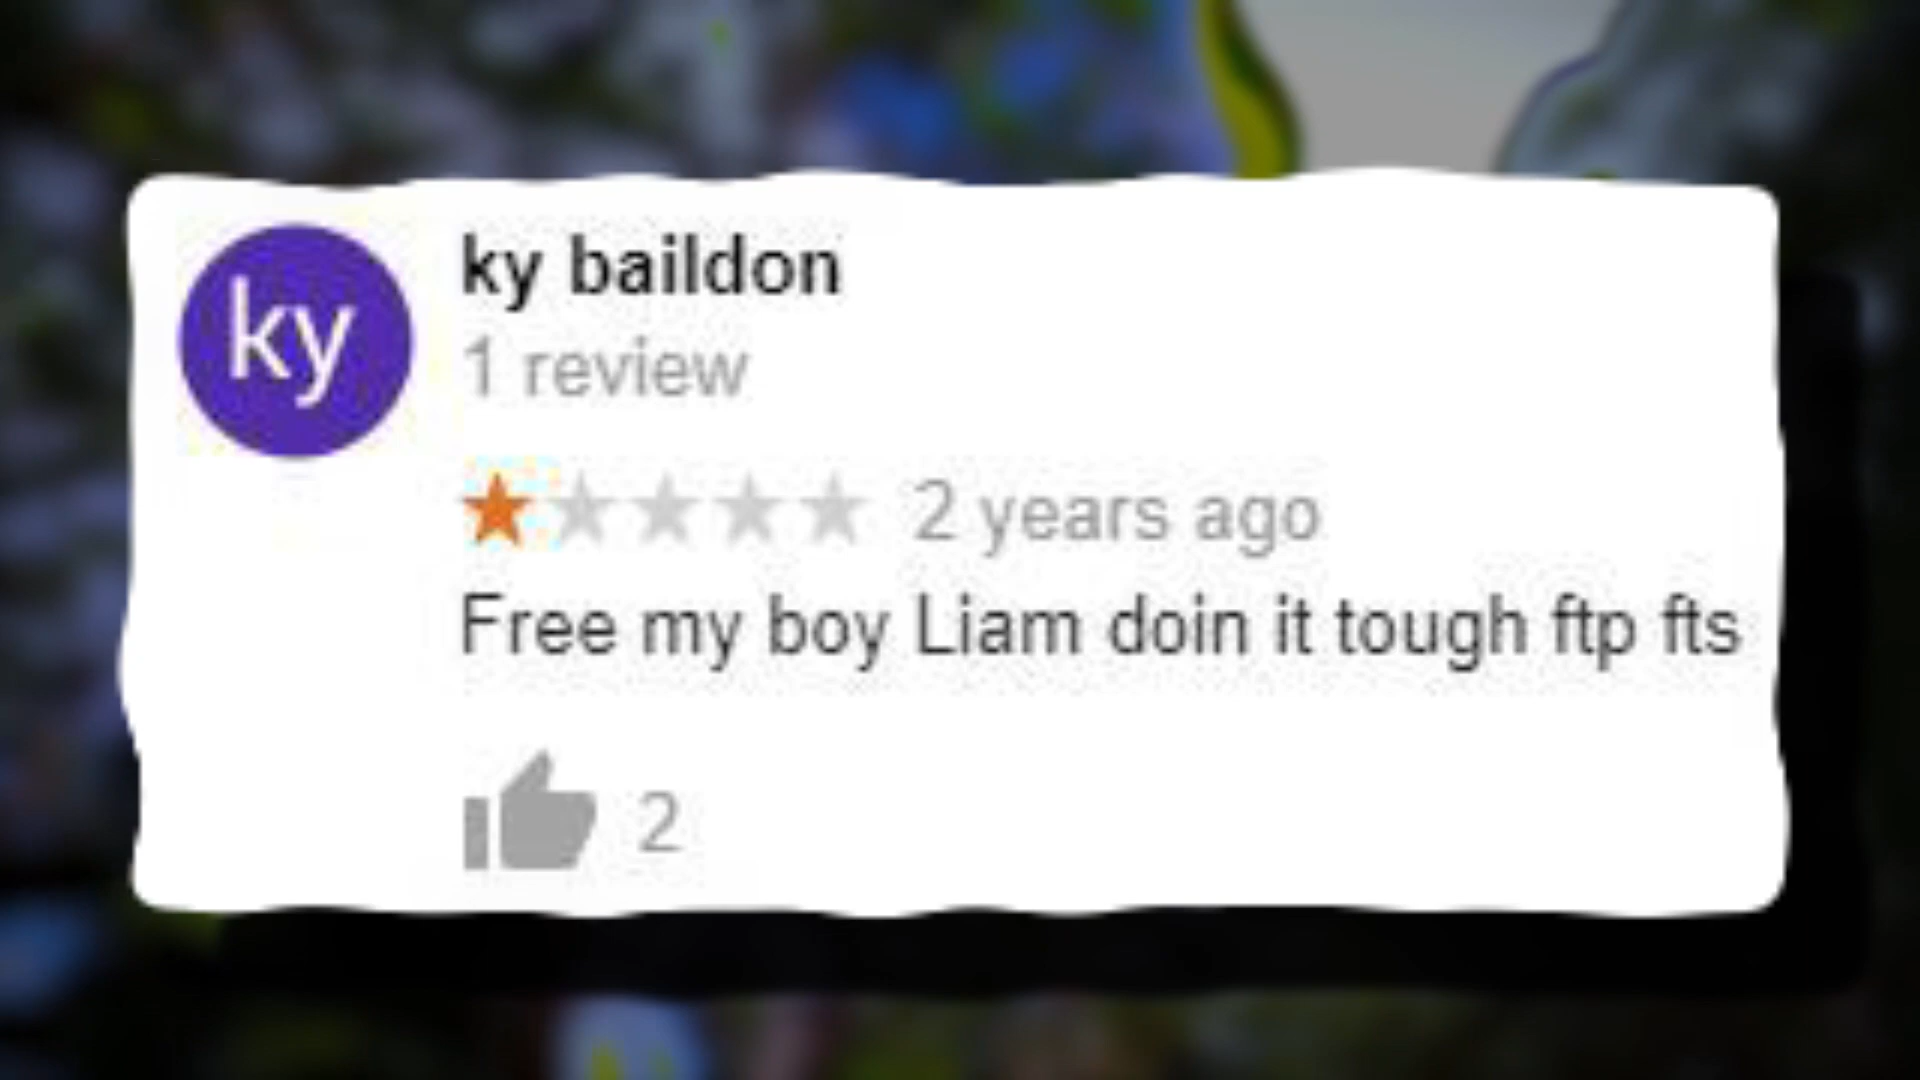 ky
ky baildon
1 review
2 years ago
Free my boy Liam doin it tough ftp fts
2